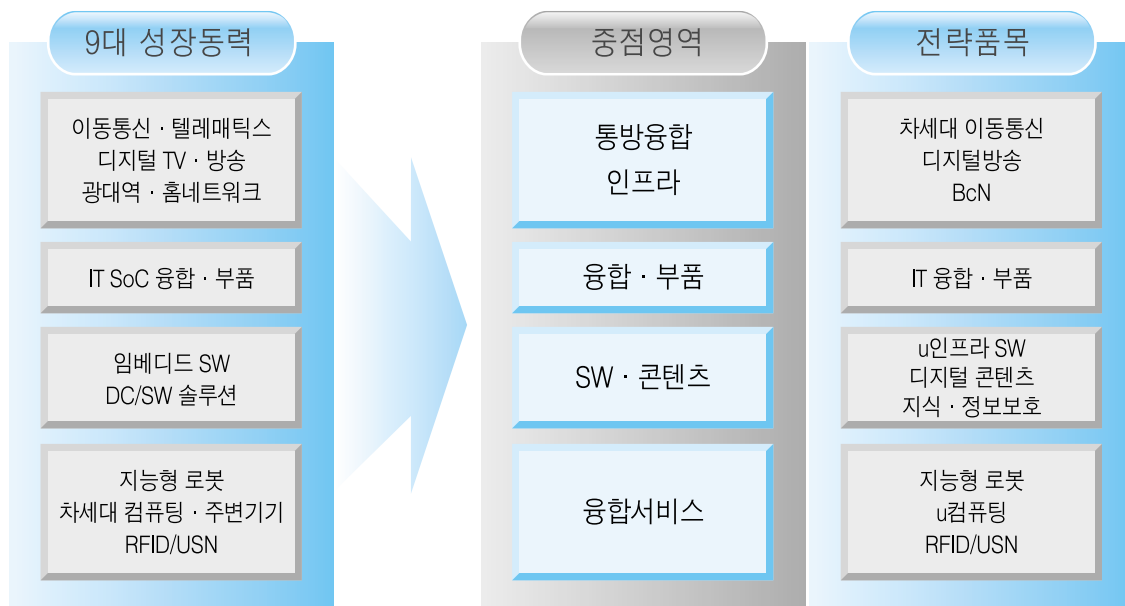 9대 성장동력
이동통신 · 텔레매틱스
디지털 TV · 방송
광대역 · 홈네트워크
IT SoC 융합 · 부품
임베디드 SW
DC/SW 솔루션
지능형 로봇
차세대 컴퓨팅 · 주변기기
RFID/USN
중점영역
통방융합
인프라
융합 · 부품
SW · 콘텐츠
융합서비스
전략품목
차세대 이동통신
디지털방송
BcN
IT 융합 · 부품
u인프라 SW
디지털 콘텐츠
지식 · 정보보호
지능형 로봇
u컴퓨팅
RFID/USN